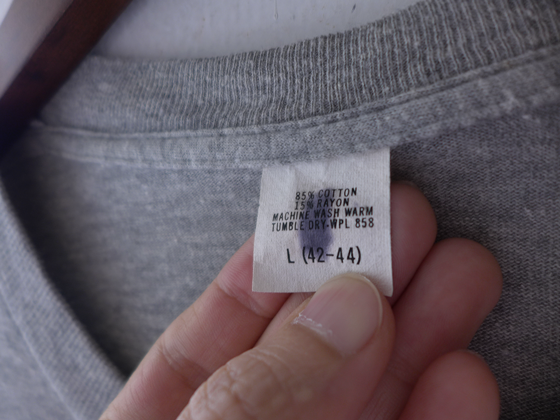 85% COTTON
15% RAYON
MACHINE WASH WARM
TUMBLE DRY-WPL 858
L (42-44)